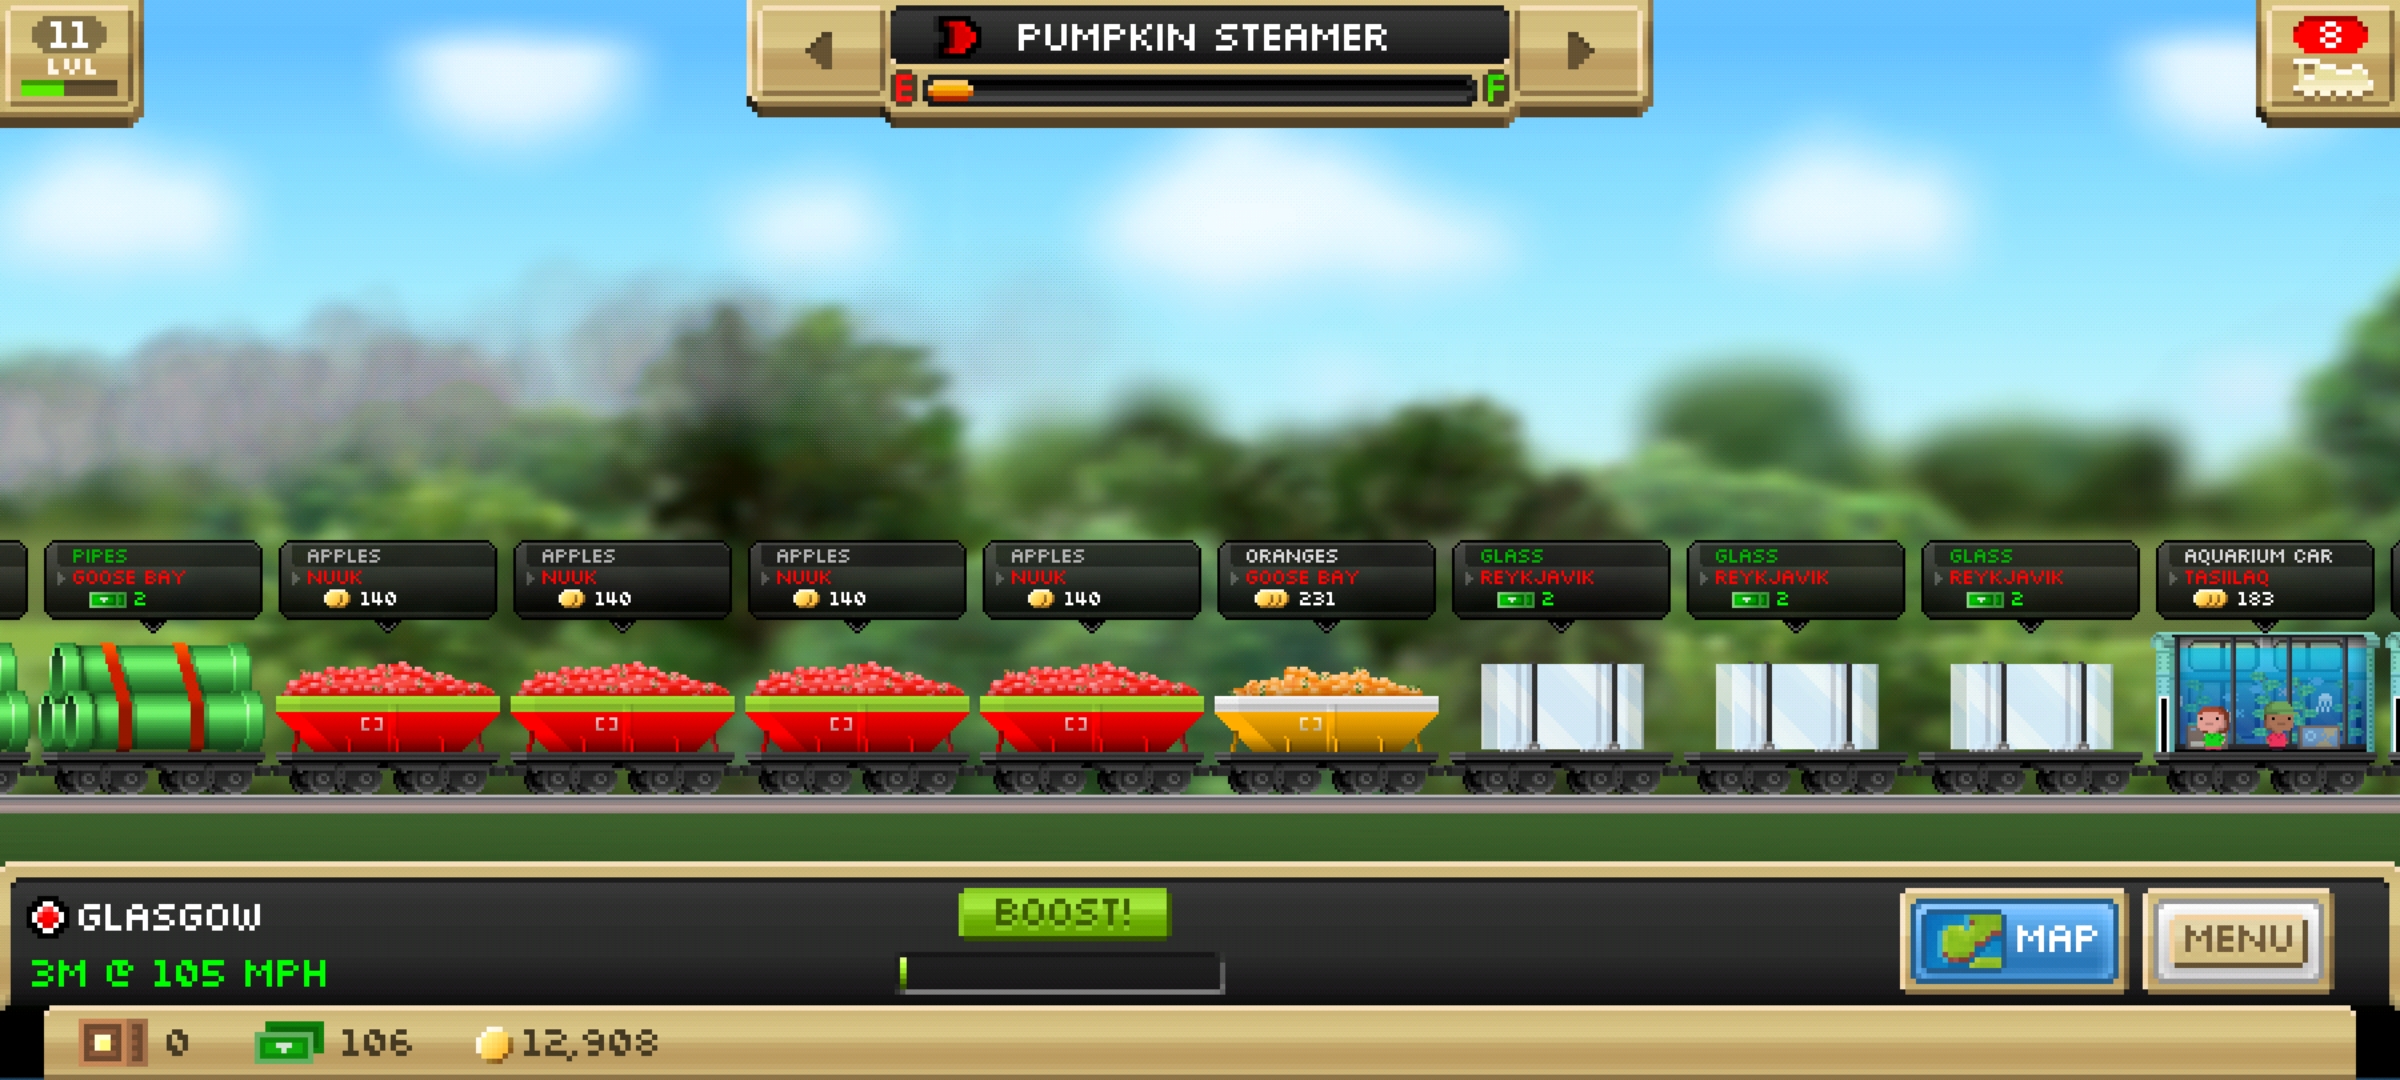 11
LVL
PUMPKIN STEAMER
E F
8
PIPES
GOOSE BAY
2
APPLES
NUUK
140
APPLES
NUUK
140
APPLES
NUUK
140
APPLES
NUUK
140
ORANGES
GOOSE BAY
231
GLASS
REYKJAVIK
2
GLASS
REYKJAVIK
2
GLASS
REYKJAVIK
2
AQUARIUM CAR
TASIILAQ
183
GLASGOW
3M @ 105 MPH
BOOST!
MAP
MENU
0
106
12,908